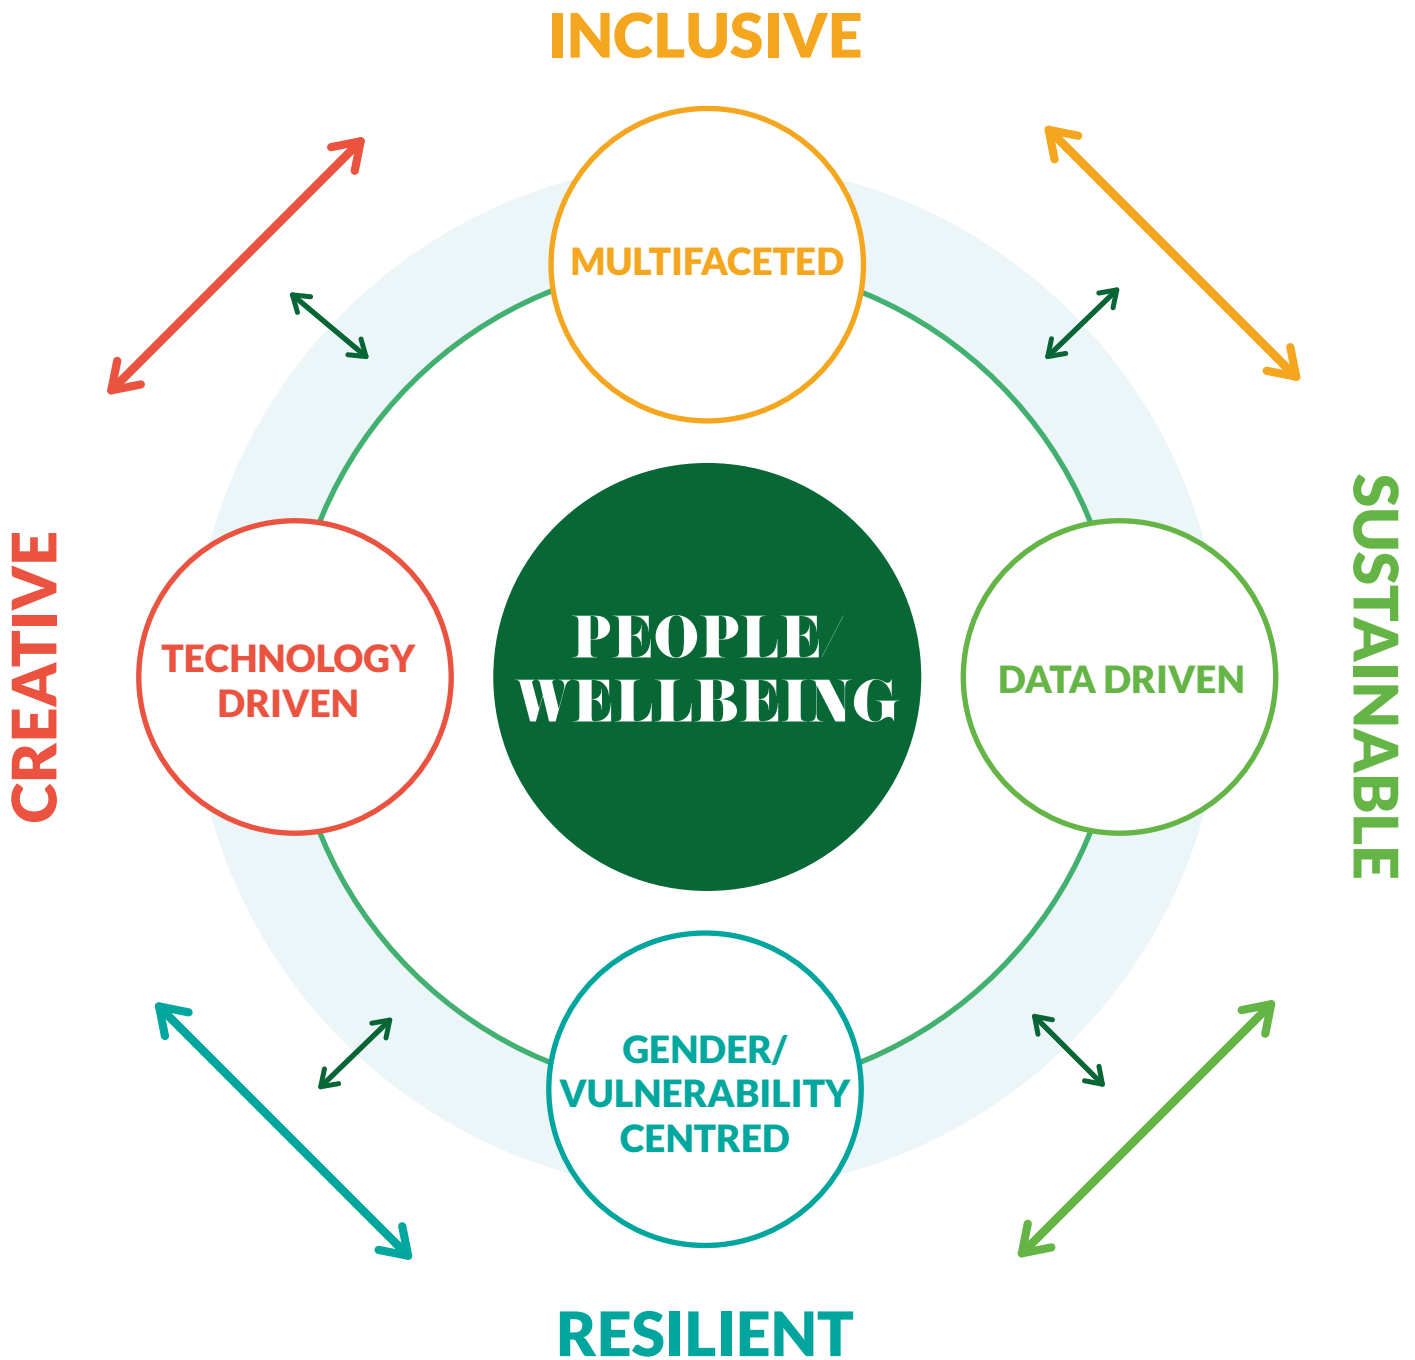 INCLUSIVE
MULTIFACETED
CREATIVE
TECHNOLOGY
DRIVEN
PEOPLE/
WELLBEING
DATA DRIVEN
SUSTAINABLE
GENDER/
VULNERABILITY
CENTRED
RESILIENT